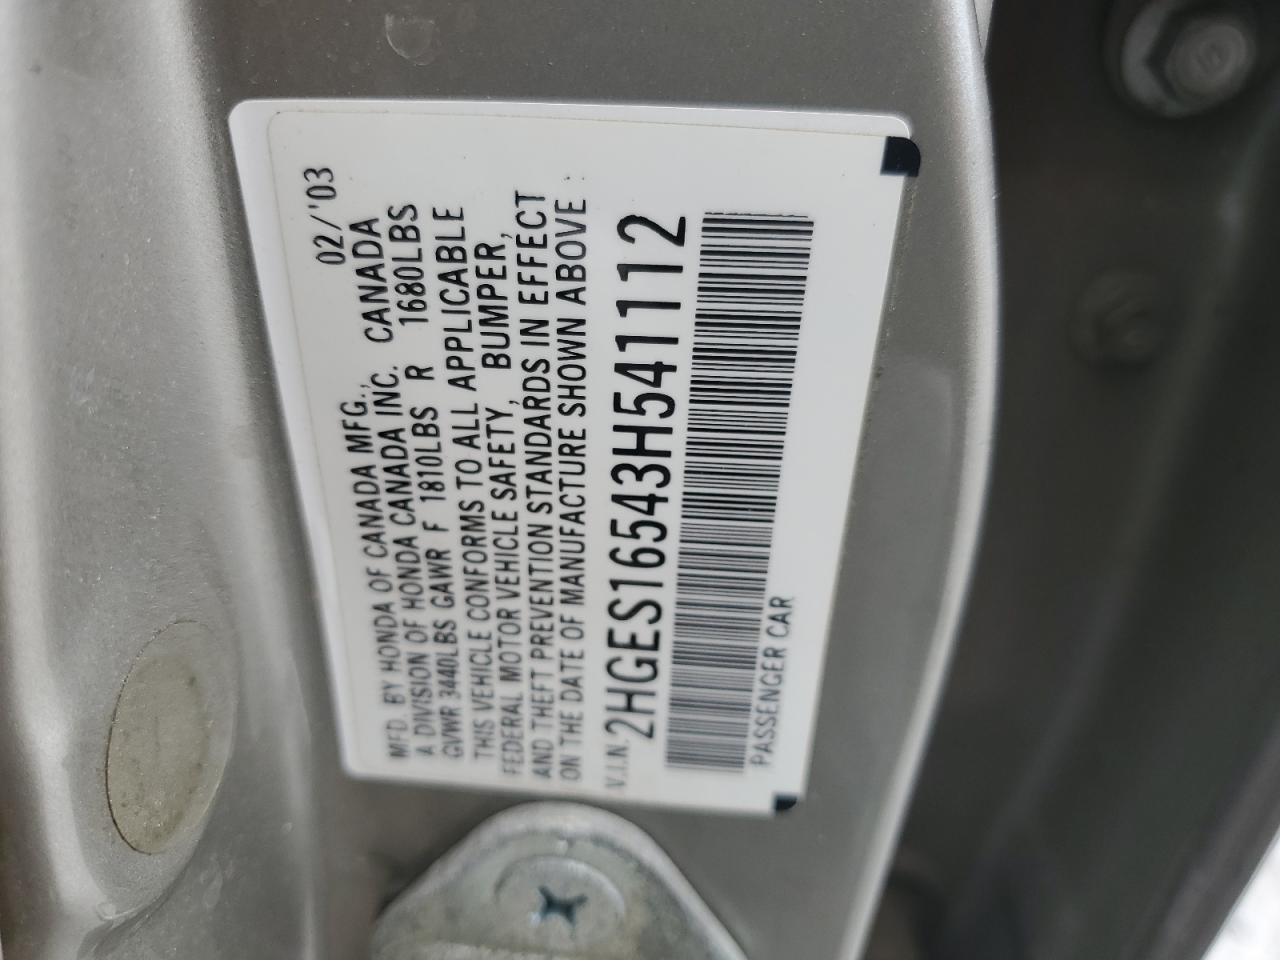 02/'03
MFD. BY HONDA OF CANADA MFG., CANADA
A DIVISION OF HONDA CANADA INC.
GVWR 3440LBS GAWR F 1810LBS R 1680LBS
THIS VEHICLE CONFORMS TO ALL APPLICABLE
FEDERAL MOTOR VEHICLE SAFETY, BUMPER,
AND THEFT PREVENTION STANDARDS IN EFFECT
ON THE DATE OF MANUFACTURE SHOWN ABOVE.
V.I.N: 2HGES16543H541112
PASSENGER CAR